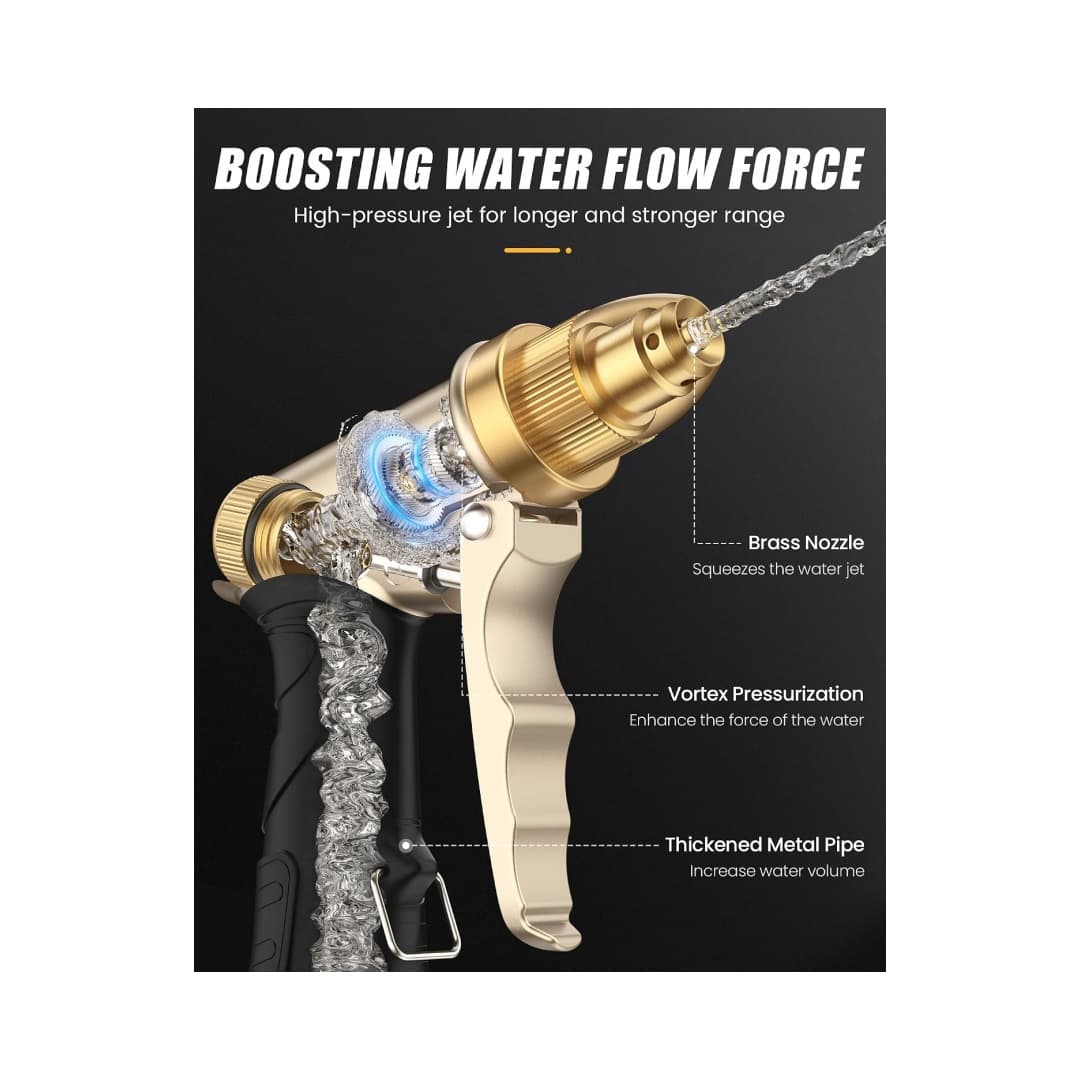 BOOSTING WATER FLOW FORCE
High-pressure jet for longer and stronger range
Brass Nozzle
Squeezes the water jet
Vortex Pressurization
Enhance the force of the water
Thickened Metal Pipe
Increase water volume